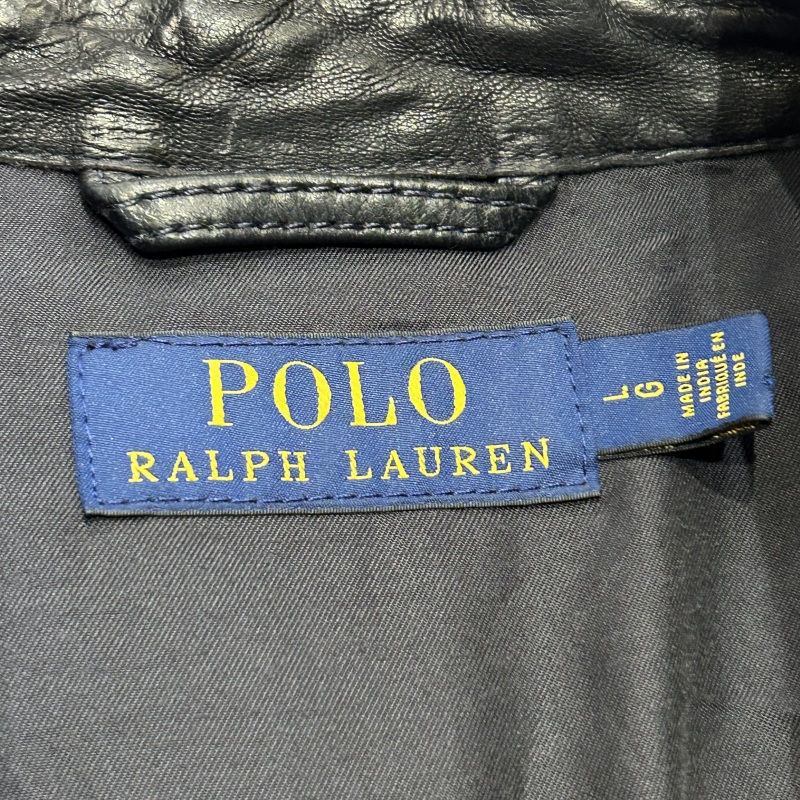 POLO
RALPH LAUREN
L
G
MADE IN
INDIA
FABRIQUÉ EN
INDE